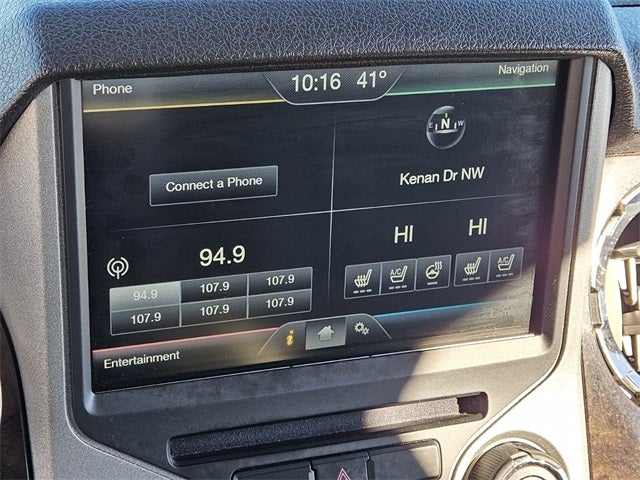 Phone
10:16 41°
Navigation
E N W
Connect a Phone
Kenan Dr NW
94.9
HI HI
A/C A/C
94.9 107.9 107.9
107.9 107.9 107.9
Entertainment
i
Climate